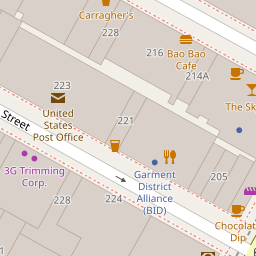 Carragher's
228
216
Bao Bao
Cafe
214A
223
The Sk
United
States
Post Office
221
Street
3G Trimming
Corp.
Garment
District
Alliance
(BID)
205
228
224
Chocolat
Dip